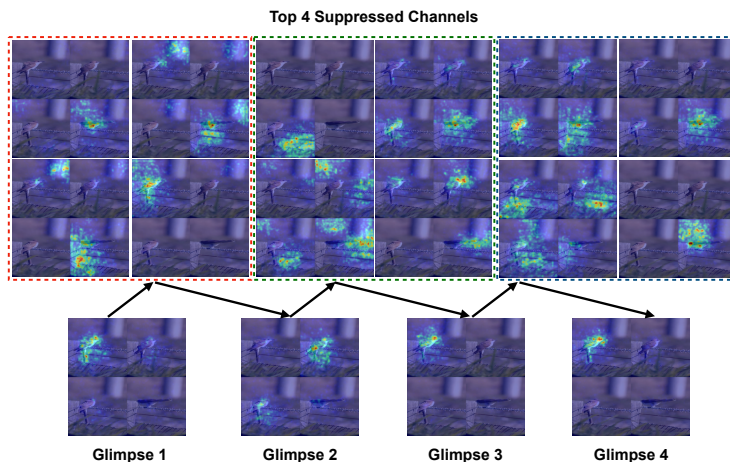 Top 4 Suppressed Channels
Glimpse 1
Glimpse 2
Glimpse 3
Glimpse 4